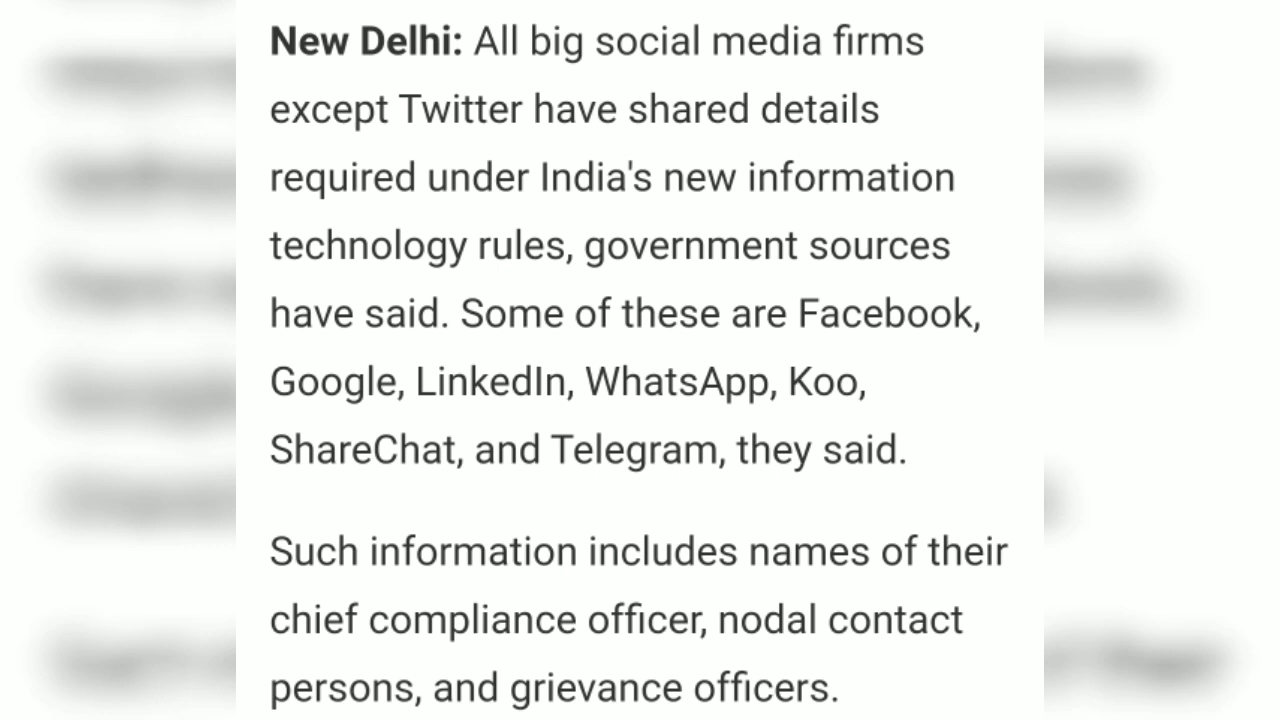 New Delhi: All big social media firms
except Twitter have shared details
required under India's new information
technology rules, government sources
have said. Some of these are Facebook,
Google, LinkedIn, WhatsApp, Koo,
ShareChat, and Telegram, they said.
Such information includes names of their
chief compliance officer, nodal contact
persons, and grievance officers.